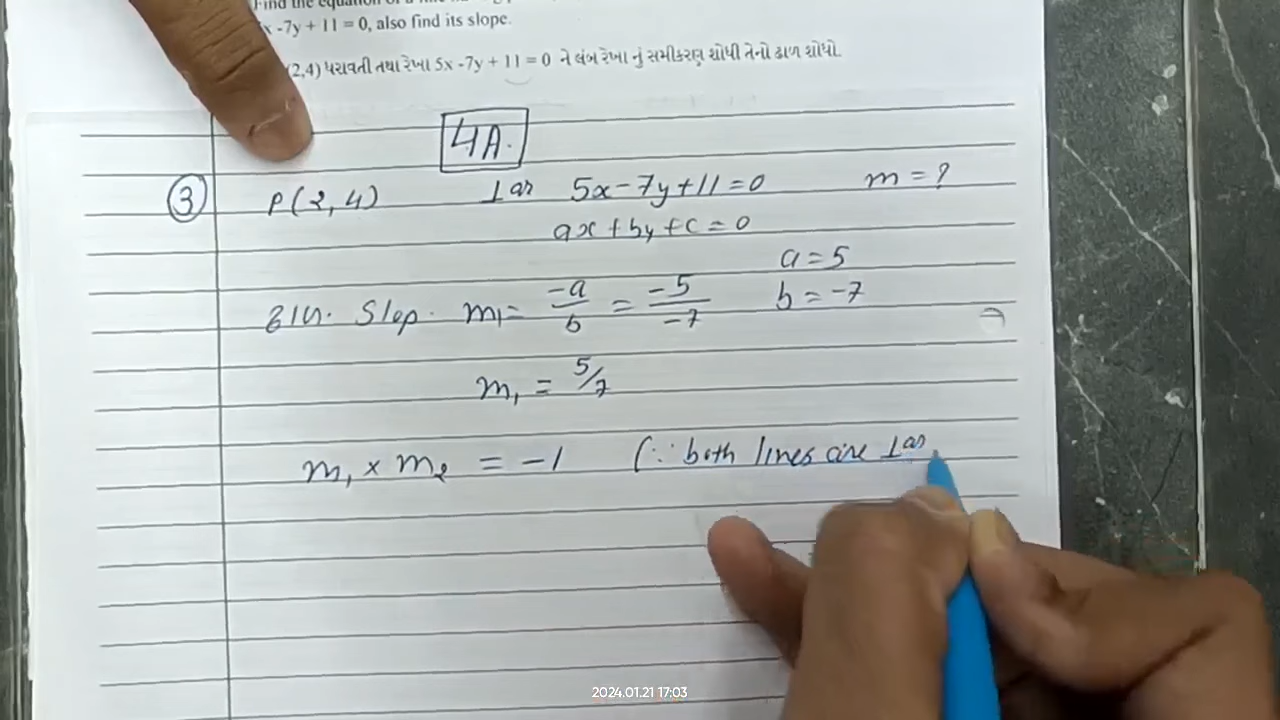 Find the equation of a line
x -7y + 11 = 0, also find its slope.
(2,4) ધરાવતી તથા રેખા 5x -7y + 11 = 0 ને લંબ રેખા નું સમીકરણ શોધી તેનો ઢાળ શોધો.
4A.
③ P(2,4) ⊥ar 5x-7y+11=0 m=?
ax+by+c=0
a=5
ઢાળ. Slop. m₁= -a/b = -5/-7 b=-7
m₁ = 5/7
m₁ × m₂ = -1 (∵ both lines are ⊥ar
2024.01.21 17:03